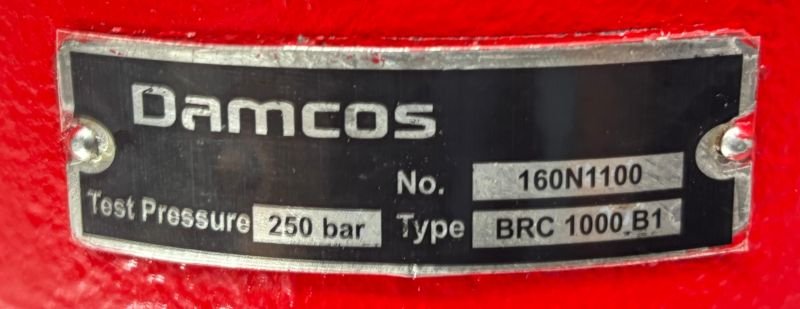 Damcos
No. 160N1100
Test Pressure 250 bar Type BRC 1000 B1